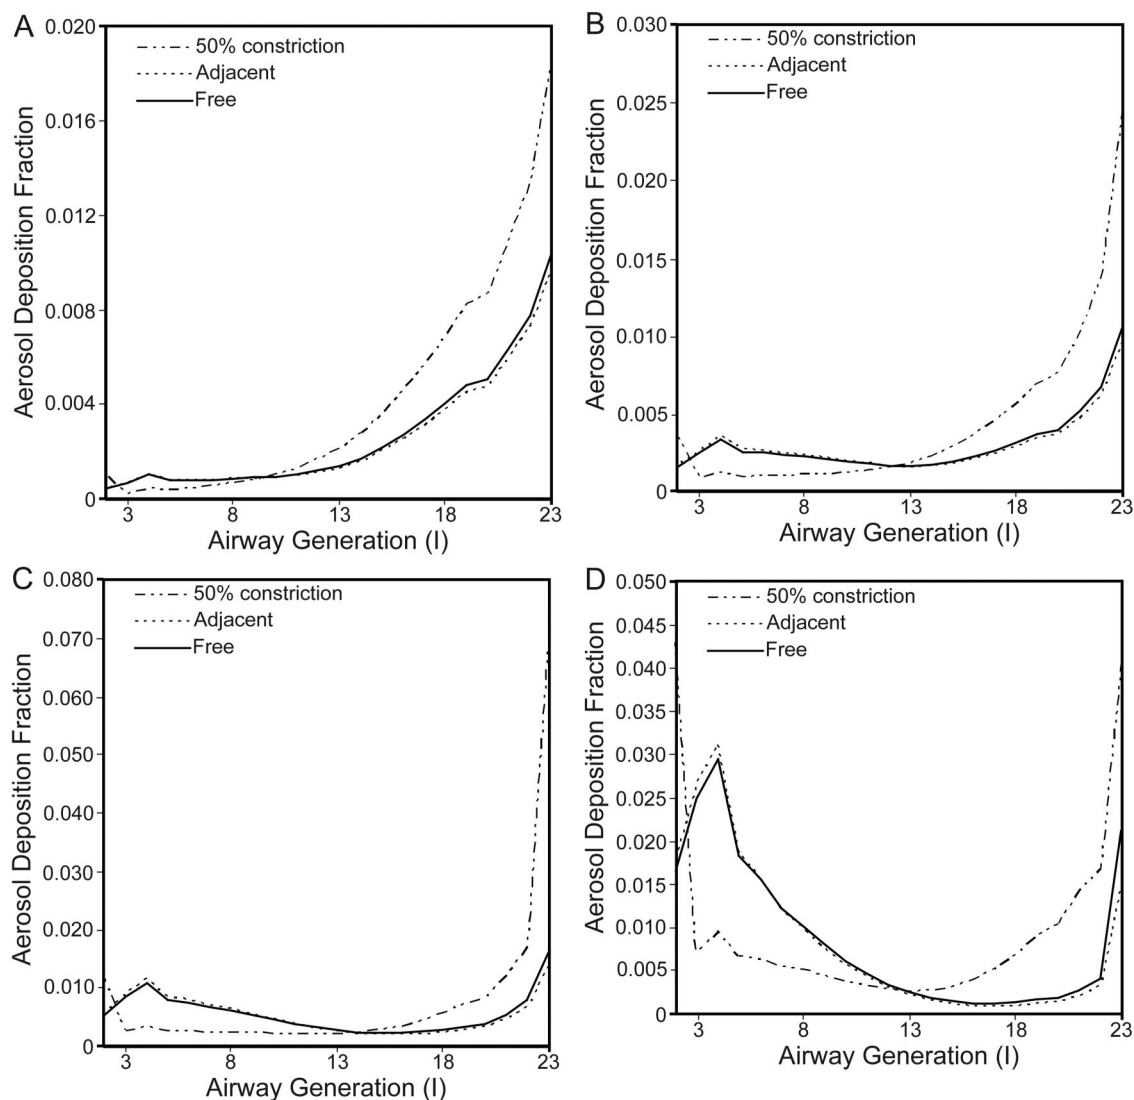 A
0.020
0.016
0.012
0.008
0.004
0
50% constriction
Adjacent
Free
Aerosol Deposition Fraction
3 8 13 18 23
Airway Generation (I)
B
0.030
0.025
0.020
0.015
0.010
0.005
0
50% constriction
Adjacent
Free
Aerosol Deposition Fraction
3 8 13 18 23
Airway Generation (I)
C
0.080
0.070
0.060
0.050
0.040
0.030
0.020
0.010
0
50% constriction
Adjacent
Free
Aerosol Deposition Fraction
3 8 13 18 23
Airway Generation (I)
D
0.050
0.045
0.040
0.035
0.030
0.025
0.020
0.015
0.010
0.005
0
50% constriction
Adjacent
Free
Aerosol Deposition Fraction
3 8 13 18 23
Airway Generation (I)